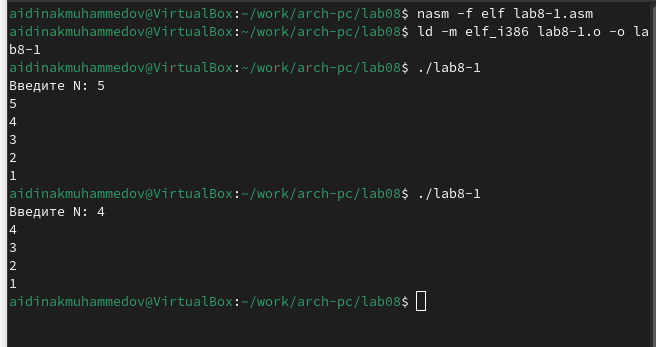 aidinakmuhammedov@VirtualBox:~/work/arch-pc/lab08$ nasm -f elf lab8-1.asm
aidinakmuhammedov@VirtualBox:~/work/arch-pc/lab08$ ld -m elf_i386 lab8-1.o -o la
b8-1
aidinakmuhammedov@VirtualBox:~/work/arch-pc/lab08$ ./lab8-1
Введите N: 5
5
4
3
2
1
aidinakmuhammedov@VirtualBox:~/work/arch-pc/lab08$ ./lab8-1
Введите N: 4
4
3
2
1
aidinakmuhammedov@VirtualBox:~/work/arch-pc/lab08$